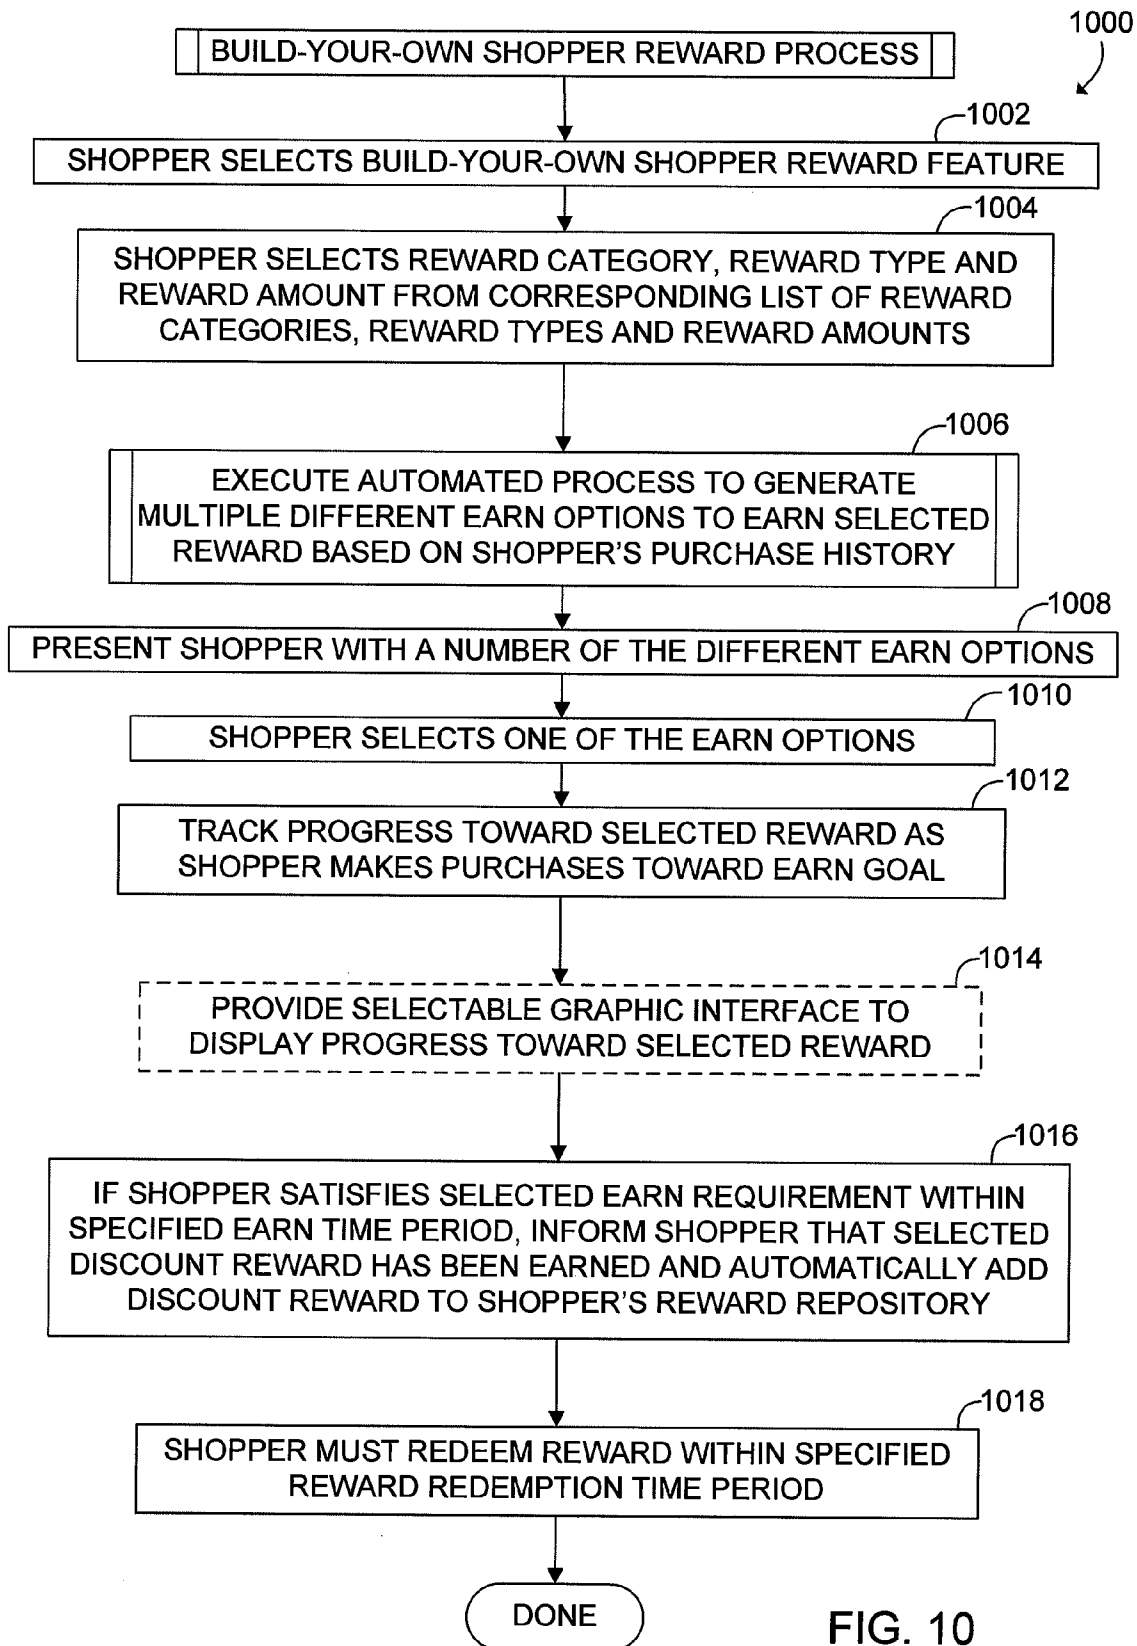 1000
BUILD-YOUR-OWN SHOPPER REWARD PROCESS
1002
SHOPPER SELECTS BUILD-YOUR-OWN SHOPPER REWARD FEATURE
1004
SHOPPER SELECTS REWARD CATEGORY, REWARD TYPE AND
REWARD AMOUNT FROM CORRESPONDING LIST OF REWARD
CATEGORIES, REWARD TYPES AND REWARD AMOUNTS
1006
EXECUTE AUTOMATED PROCESS TO GENERATE
MULTIPLE DIFFERENT EARN OPTIONS TO EARN SELECTED
REWARD BASED ON SHOPPER'S PURCHASE HISTORY
1008
PRESENT SHOPPER WITH A NUMBER OF THE DIFFERENT EARN OPTIONS
1010
SHOPPER SELECTS ONE OF THE EARN OPTIONS
1012
TRACK PROGRESS TOWARD SELECTED REWARD AS
SHOPPER MAKES PURCHASES TOWARD EARN GOAL
1014
PROVIDE SELECTABLE GRAPHIC INTERFACE TO
DISPLAY PROGRESS TOWARD SELECTED REWARD
1016
IF SHOPPER SATISFIES SELECTED EARN REQUIREMENT WITHIN
SPECIFIED EARN TIME PERIOD, INFORM SHOPPER THAT SELECTED
DISCOUNT REWARD HAS BEEN EARNED AND AUTOMATICALLY ADD
DISCOUNT REWARD TO SHOPPER'S REWARD REPOSITORY
1018
SHOPPER MUST REDEEM REWARD WITHIN SPECIFIED
REWARD REDEMPTION TIME PERIOD
DONE
FIG. 10